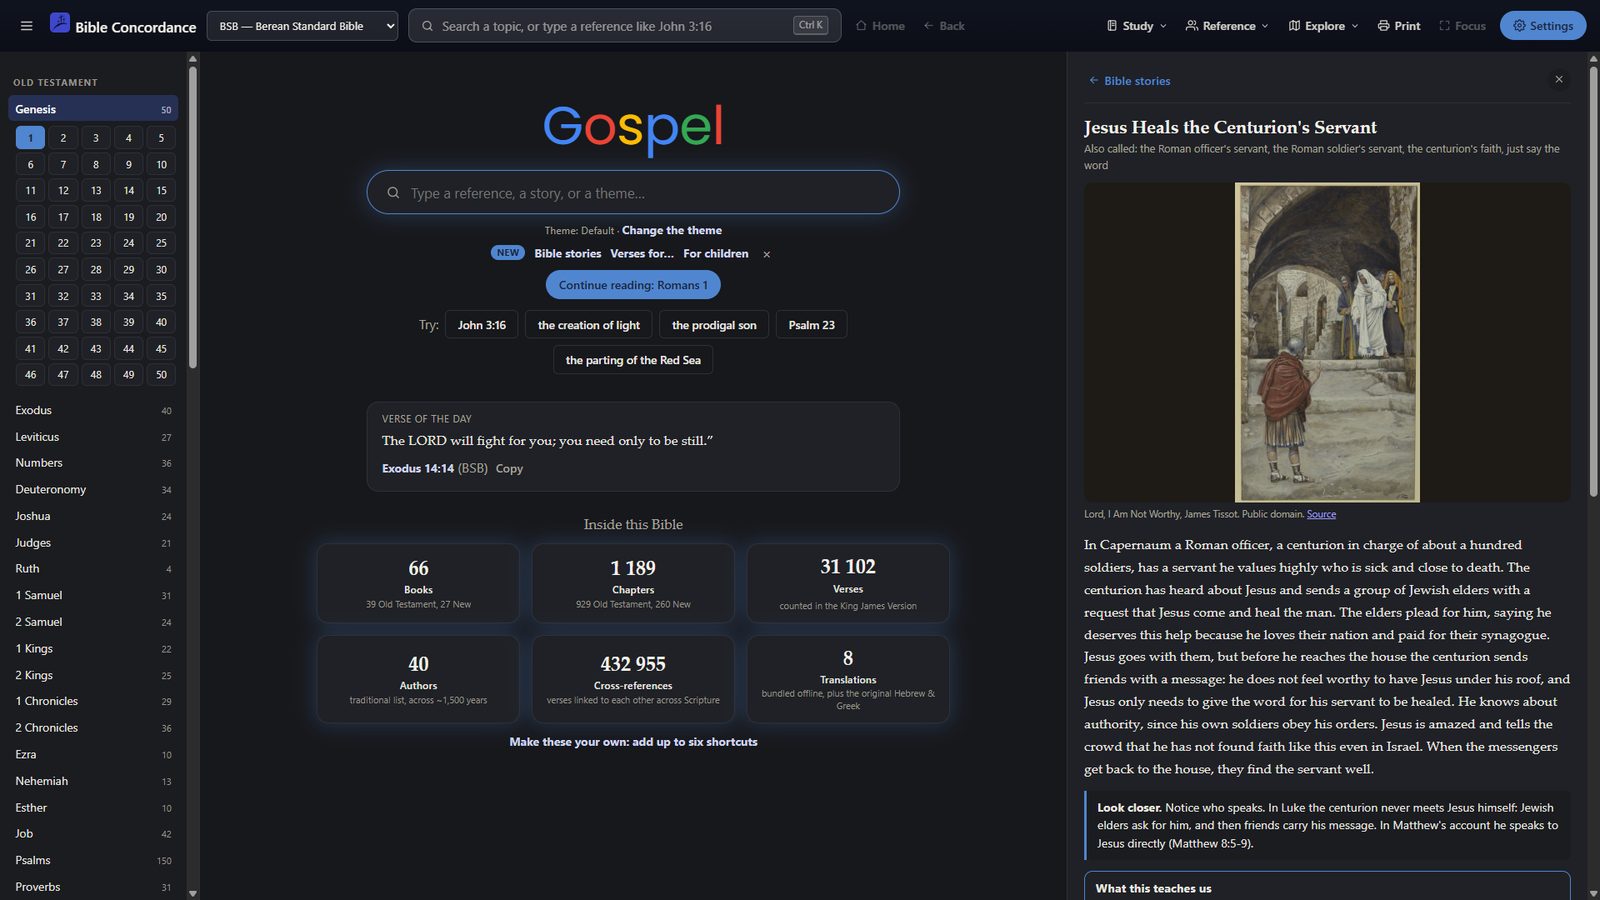 Bible Concordance
BSB — Berean Standard Bible
Search a topic, or type a reference like John 3:16
Ctrl K
Home
Back
Study
Reference
Explore
Print
Focus
Settings
OLD TESTAMENT
Genesis 50
1 2 3 4 5
6 7 8 9 10
11 12 13 14 15
16 17 18 19 20
21 22 23 24 25
26 27 28 29 30
31 32 33 34 35
36 37 38 39 40
41 42 43 44 45
46 47 48 49 50
Exodus 40
Leviticus 27
Numbers 36
Deuteronomy 34
Joshua 24
Judges 21
Ruth 4
1 Samuel 31
2 Samuel 24
1 Kings 22
2 Kings 25
1 Chronicles 29
2 Chronicles 36
Ezra 10
Nehemiah 13
Esther 10
Job 42
Psalms 150
Proverbs 31
Gospel
Type a reference, a story, or a theme...
Theme: Default · Change the theme
NEW Bible stories Verses for... For children ×
Continue reading: Romans 1
Try: John 3:16 the creation of light the prodigal son Psalm 23
the parting of the Red Sea
VERSE OF THE DAY
The LORD will fight for you; you need only to be still.”
Exodus 14:14 (BSB) Copy
Inside this Bible
66
Books
39 Old Testament, 27 New
1 189
Chapters
929 Old Testament, 260 New
31 102
Verses
counted in the King James Version
40
Authors
traditional list, across ~1,500 years
432 955
Cross-references
verses linked to each other across Scripture
8
Translations
bundled offline, plus the original Hebrew &
Greek
Make these your own: add up to six shortcuts
← Bible stories ×
Jesus Heals the Centurion's Servant
Also called: the Roman officer's servant, the Roman soldier's servant, the centurion's faith, just say the
word
Lord, I Am Not Worthy, James Tissot. Public domain. Source
In Capernaum a Roman officer, a centurion in charge of about a hundred
soldiers, has a servant he values highly who is sick and close to death. The
centurion has heard about Jesus and sends a group of Jewish elders with a
request that Jesus come and heal the man. The elders plead for him, saying he
deserves this help because he loves their nation and paid for their synagogue.
Jesus goes with them, but before he reaches the house the centurion sends
friends with a message: he does not feel worthy to have Jesus under his roof, and
Jesus only needs to give the word for his servant to be healed. He knows about
authority, since his own soldiers obey his orders. Jesus is amazed and tells the
crowd that he has not found faith like this even in Israel. When the messengers
get back to the house, they find the servant well.
Look closer. Notice who speaks. In Luke the centurion never meets Jesus himself: Jewish
elders ask for him, and then friends carry his message. In Matthew's account he speaks to
Jesus directly (Matthew 8:5-9).
What this teaches us